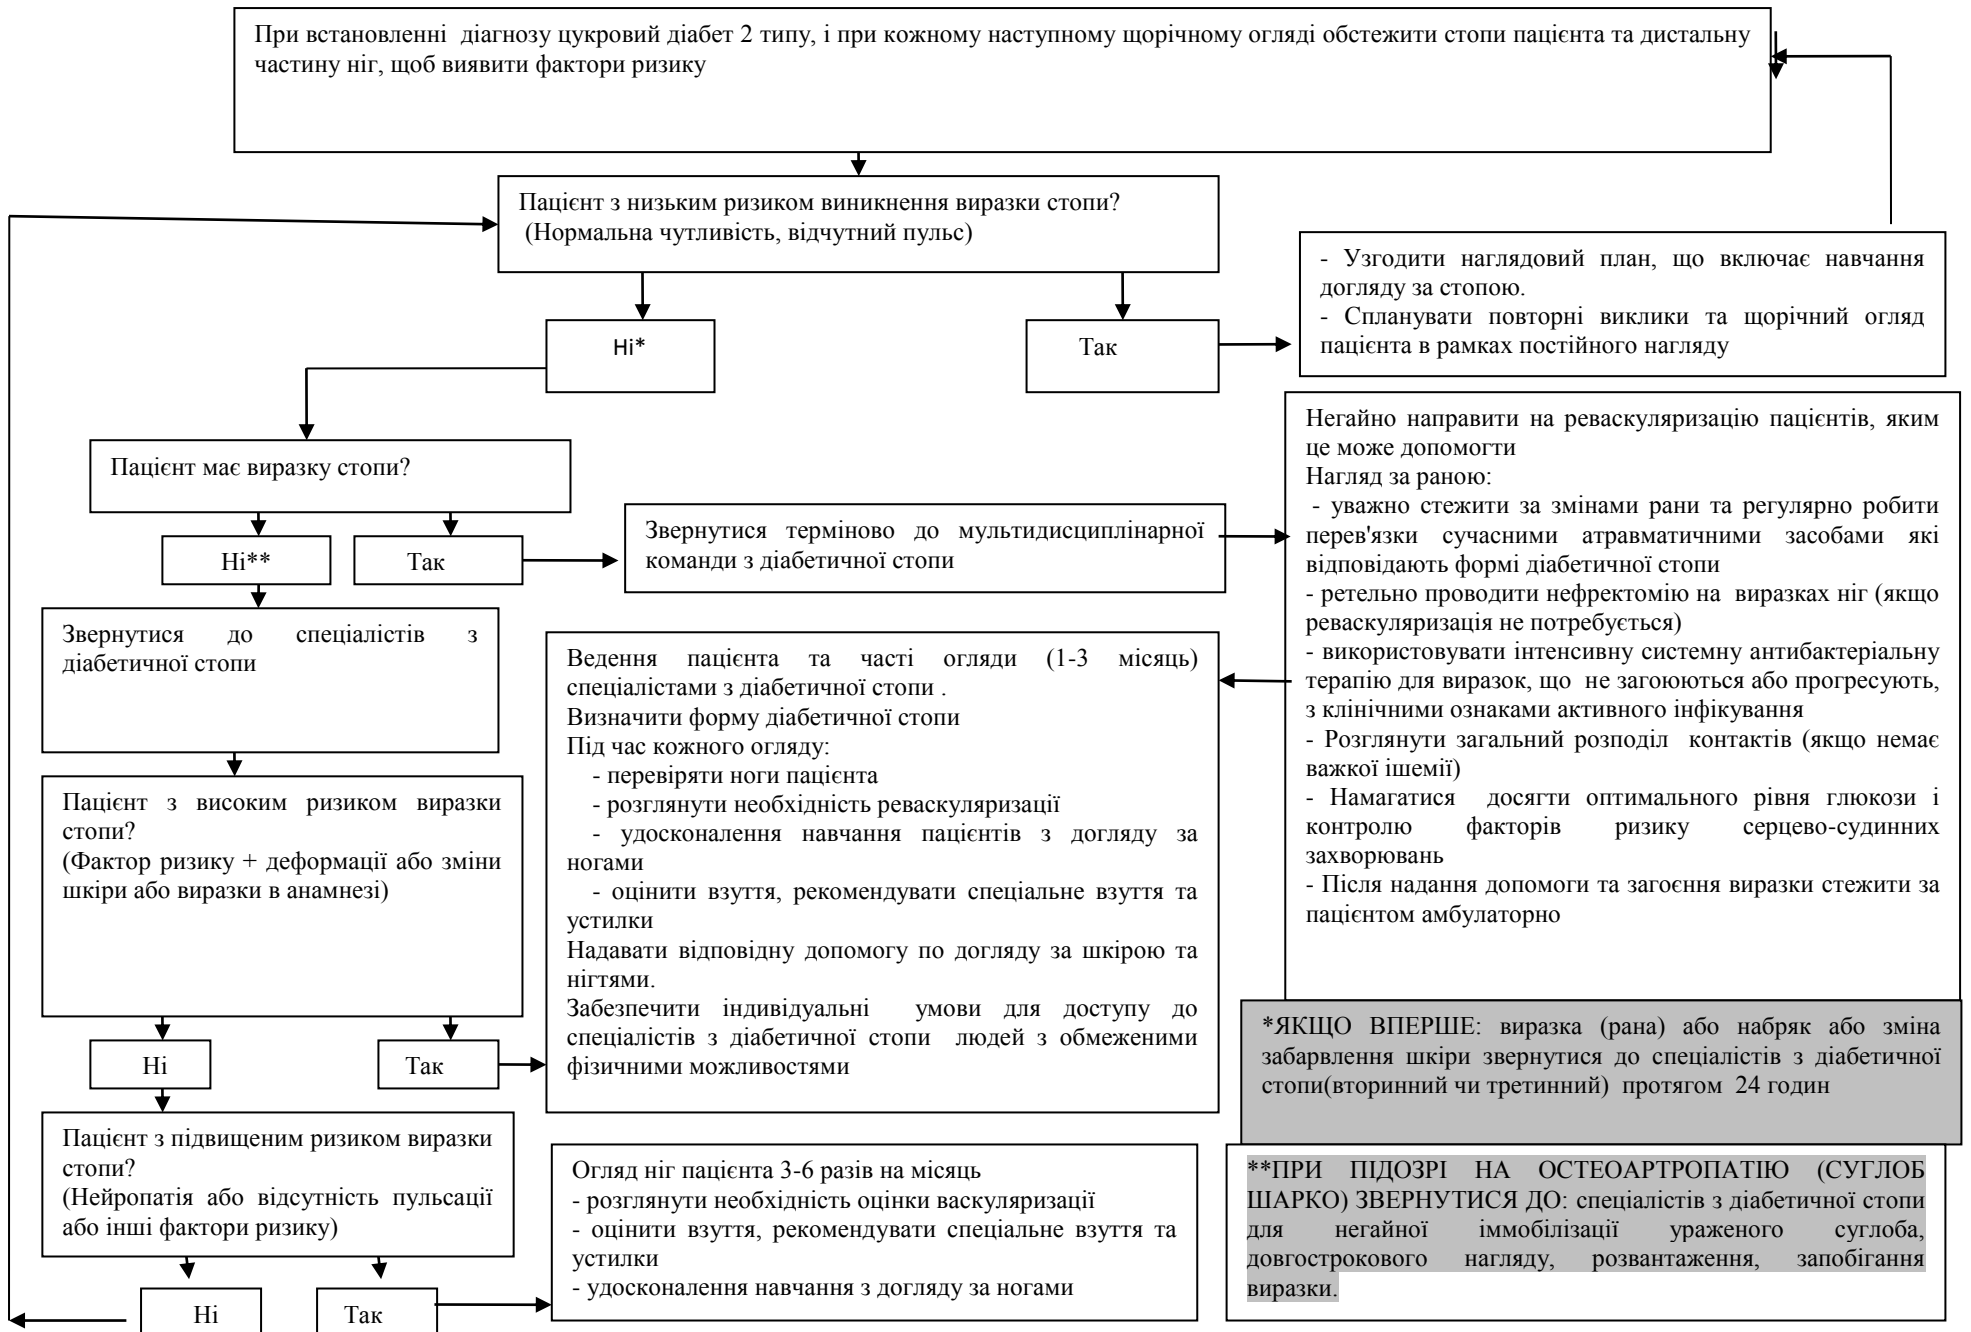 При встановленні діагнозу цукровий діабет 2 типу, і при кожному наступному щорічному огляді обстежити стопи пацієнта та дистальну
частину ніг, щоб виявити фактори ризику
Пацієнт з низьким ризиком виникнення виразки стопи?
(Нормальна чутливість, відчутний пульс)
- Узгодити наглядовий план, що включає навчання
догляду за стопою.
- Спланувати повторні виклики та щорічний огляд
пацієнта в рамках постійного нагляду
Ні*
Так
Пацієнт має виразку стопи?
Ні**
Так
Звернутися терміново до мультидисциплінарної
команди з діабетичної стопи
Негайно направити на реваскуляризацію пацієнтів, яким
це може допомогти
Нагляд за раною:
- уважно стежити за змінами рани та регулярно робити
перев'язки сучасними атравматичними засобами які
відповідають формі діабетичної стопи
- ретельно проводити нефректомію на виразках ніг (якщо
реваскуляризація не потребується)
- використовувати інтенсивну системну антибактеріальну
терапію для виразок, що не загоюються або прогресують,
з клінічними ознаками активного інфікування
- Розглянути загальний розподіл контактів (якщо немає
важкої ішемії)
- Намагатися досягти оптимального рівня глюкози і
контролю факторів ризику серцево-судинних
захворювань
- Після надання допомоги та загоєння виразки стежити за
пацієнтом амбулаторно
Звернутися до спеціалістів з
діабетичної стопи
Ведення пацієнта та часті огляди (1-3 місяць)
спеціалістами з діабетичної стопи .
Визначити форму діабетичної стопи
Під час кожного огляду:
- перевіряти ноги пацієнта
- розглянути необхідність реваскуляризації
- удосконалення навчання пацієнтів з догляду за
ногами
- оцінити взуття, рекомендувати спеціальне взуття та
устилки
Надавати відповідну допомогу по догляду за шкірою та
нігтями.
Забезпечити індивідуальні умови для доступу до
спеціалістів з діабетичної стопи людей з обмеженими
фізичними можливостями
Пацієнт з високим ризиком виразки
стопи?
(Фактор ризику + деформації або зміни
шкіри або виразки в анамнезі)
Ні
Так
*ЯКЩО ВПЕРШЕ: виразка (рана) або набряк або зміна
забарвлення шкіри звернутися до спеціалістів з діабетичної
стопи(вторинний чи третинний) протягом 24 годин
Пацієнт з підвищеним ризиком виразки
стопи?
(Нейропатія або відсутність пульсації
або інші фактори ризику)
Огляд ніг пацієнта 3-6 разів на місяць
- розглянути необхідність оцінки васкуляризації
- оцінити взуття, рекомендувати спеціальне взуття та
устилки
- удосконалення навчання з догляду за ногами
**ПРИ ПІДОЗРІ НА ОСТЕОАРТРОПАТІЮ (СУГЛОБ
ШАРКО) ЗВЕРНУТИСЯ ДО: спеціалістів з діабетичної стопи
для негайної іммобілізації ураженого суглоба,
довгострокового нагляду, розвантаження, запобігання
виразки.
Ні
Так